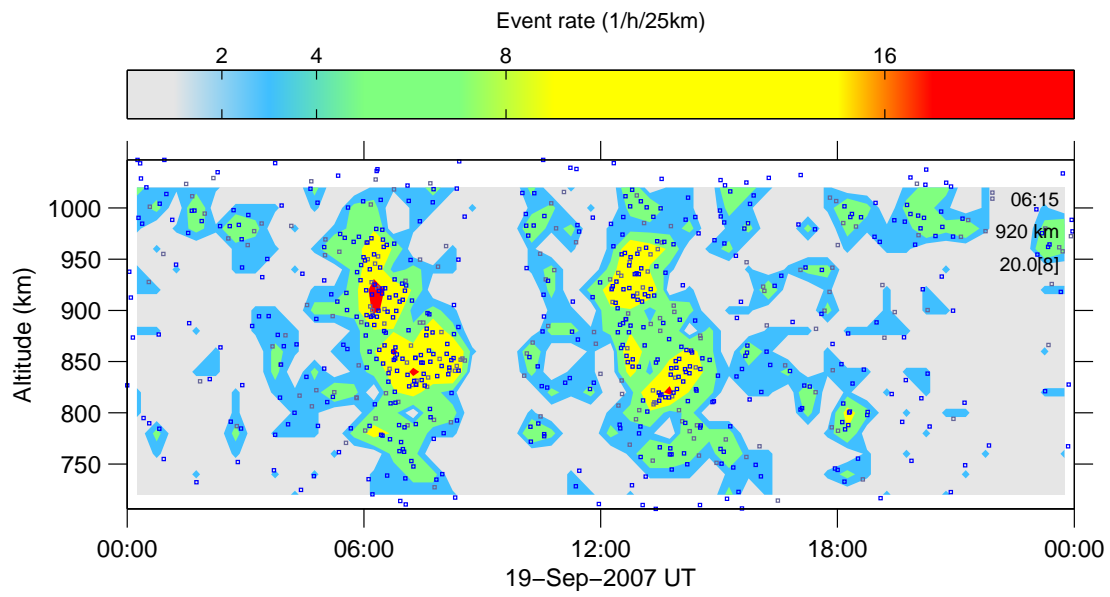 Event rate (1/h/25km)
2 4 8 16
1000
950
900
850
800
750
Altitude (km)
06:15
920 km
20.0[8]
00:00 06:00 12:00 18:00 00:00
19−Sep−2007 UT